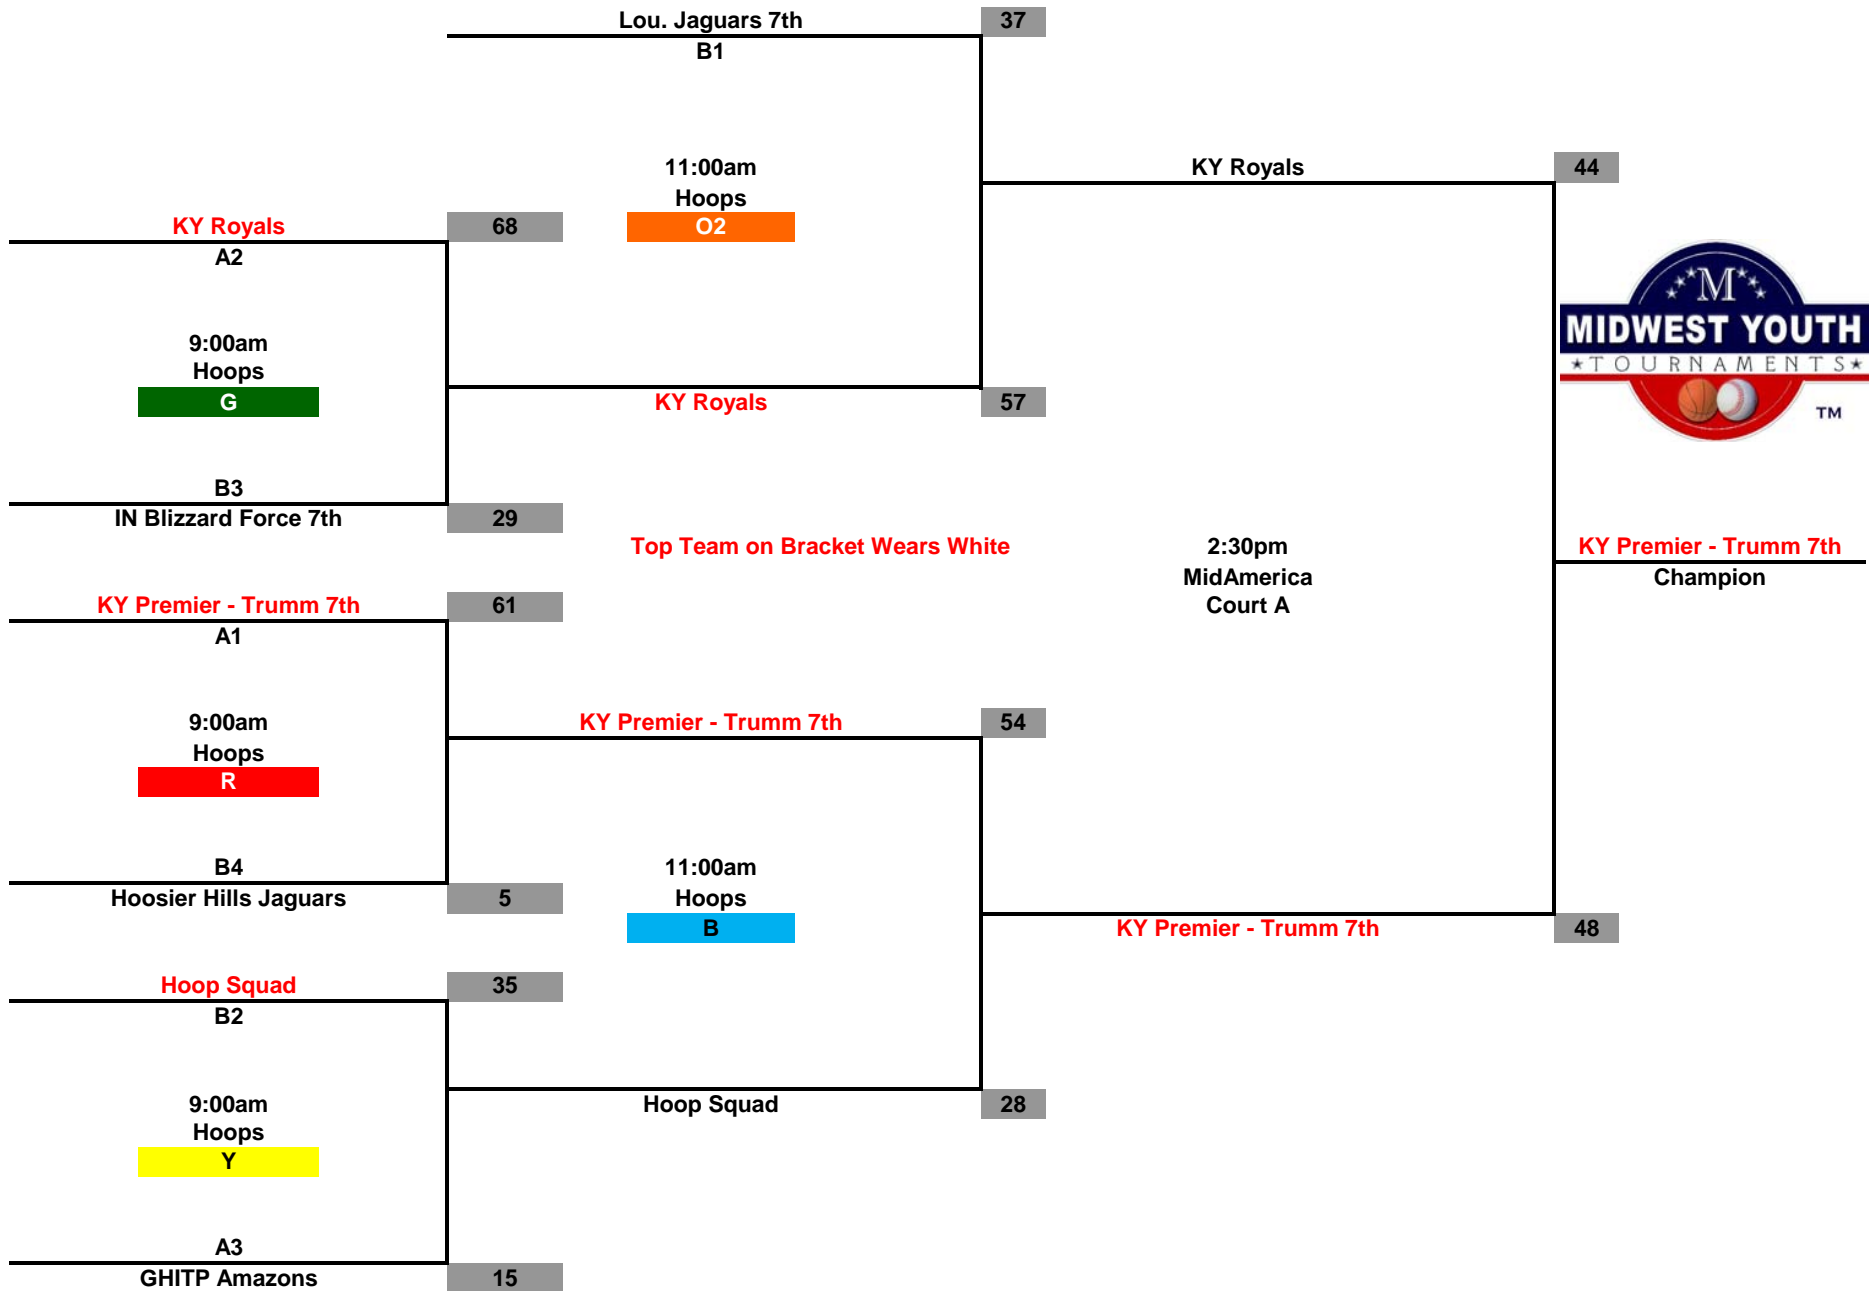 Lou. Jaguars 7th 37
B1
11:00am
Hoops
O2
KY Royals 44
KY Royals 68
A2
9:00am
Hoops
G
KY Royals 57
B3
IN Blizzard Force 7th 29
M
MIDWEST YOUTH
TOURNAMENTS
TM
Top Team on Bracket Wears White
2:30pm
MidAmerica
Court A
KY Premier - Trumm 7th
Champion
KY Premier - Trumm 7th 61
A1
9:00am
Hoops
R
KY Premier - Trumm 7th 54
B4
Hoosier Hills Jaguars 5
11:00am
Hoops
B
KY Premier - Trumm 7th 48
Hoop Squad 35
B2
9:00am
Hoops
Y
Hoop Squad 28
A3
GHITP Amazons 15